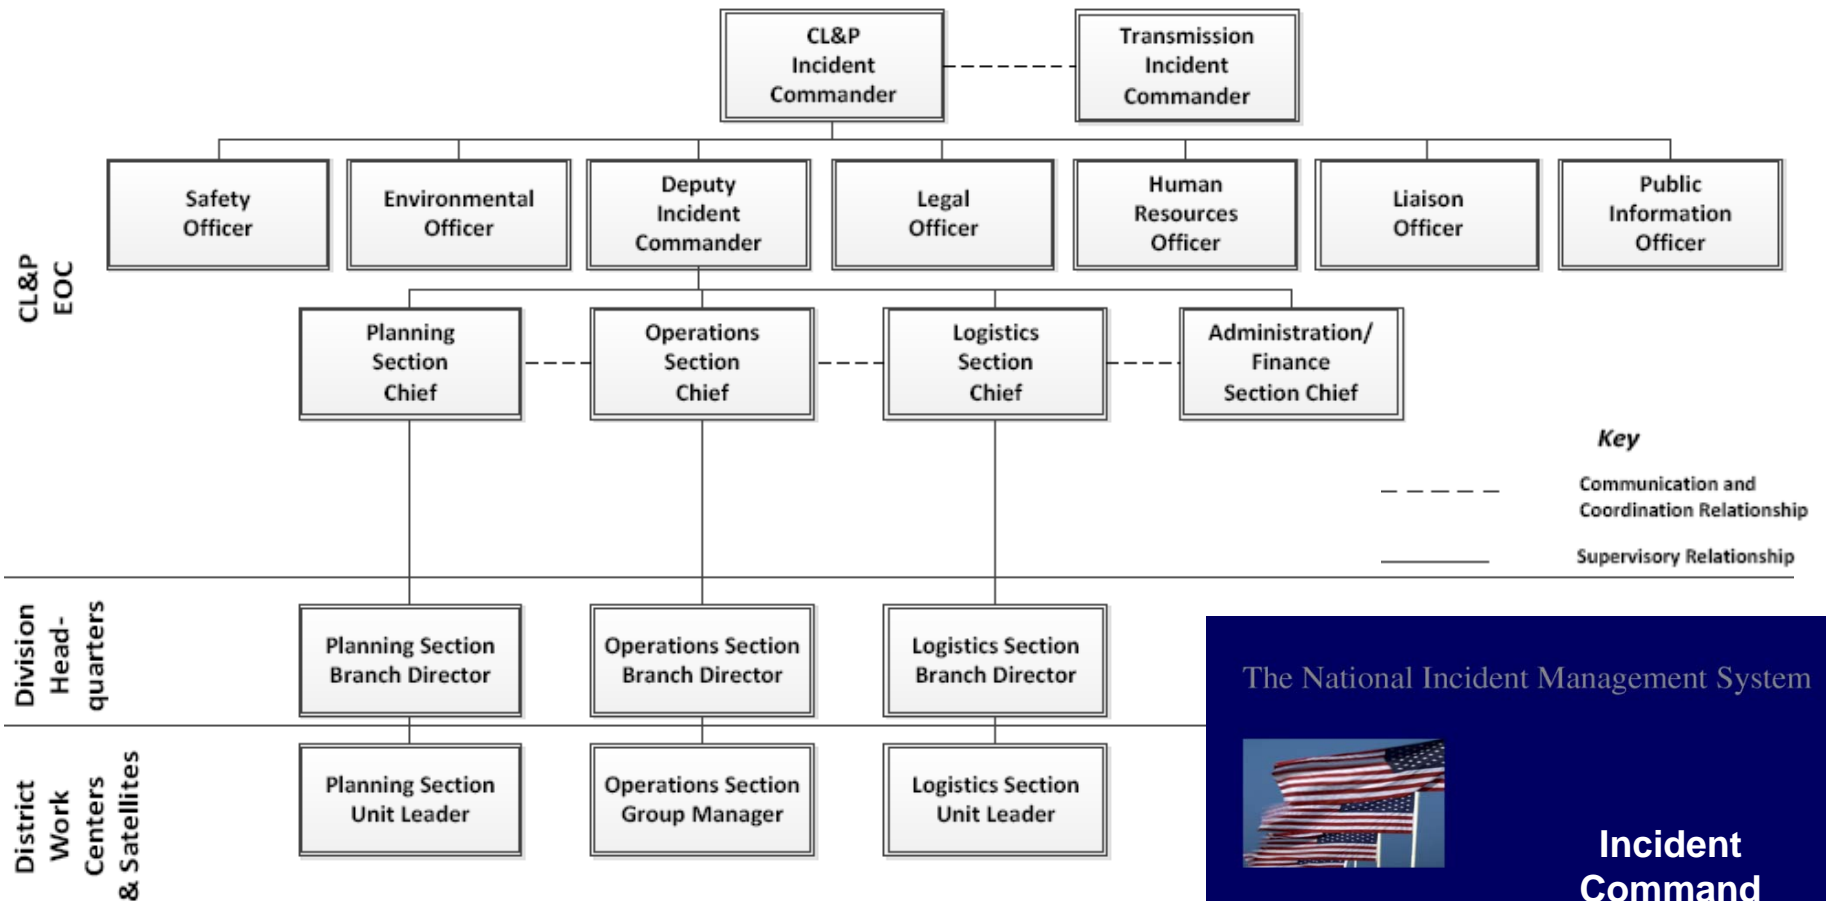 CL&P
Incident
Commander
Transmission
Incident
Commander
Safety
Officer
Environmental
Officer
Deputy
Incident
Commander
Legal
Officer
Human
Resources
Officer
Liaison
Officer
Public
Information
Officer
CL&P
EOC
Planning
Section
Chief
Operations
Section
Chief
Logistics
Section
Chief
Administration/
Finance
Section Chief
Key
Communication and
Coordination Relationship
Supervisory Relationship
Division
Head-
quarters
Planning Section
Branch Director
Operations Section
Branch Director
Logistics Section
Branch Director
District
Work
Centers
& Satellites
Planning Section
Unit Leader
Operations Section
Group Manager
Logistics Section
Unit Leader
The National Incident Management System
Incident
Command